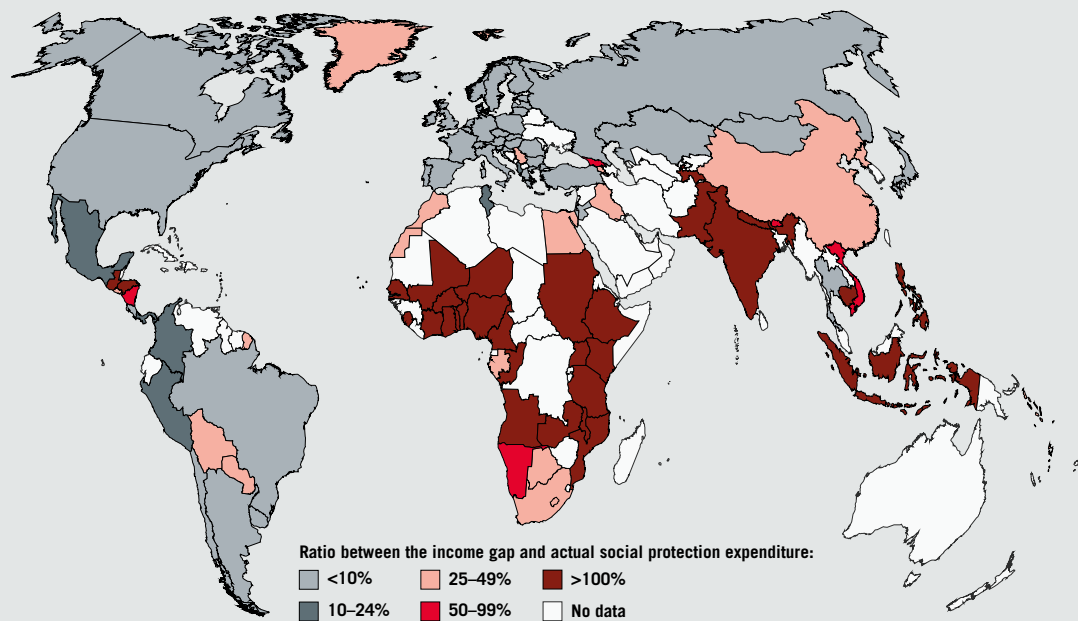 Ratio between the income gap and actual social protection expenditure:
<10% 25–49% >100%
10–24% 50–99% No data